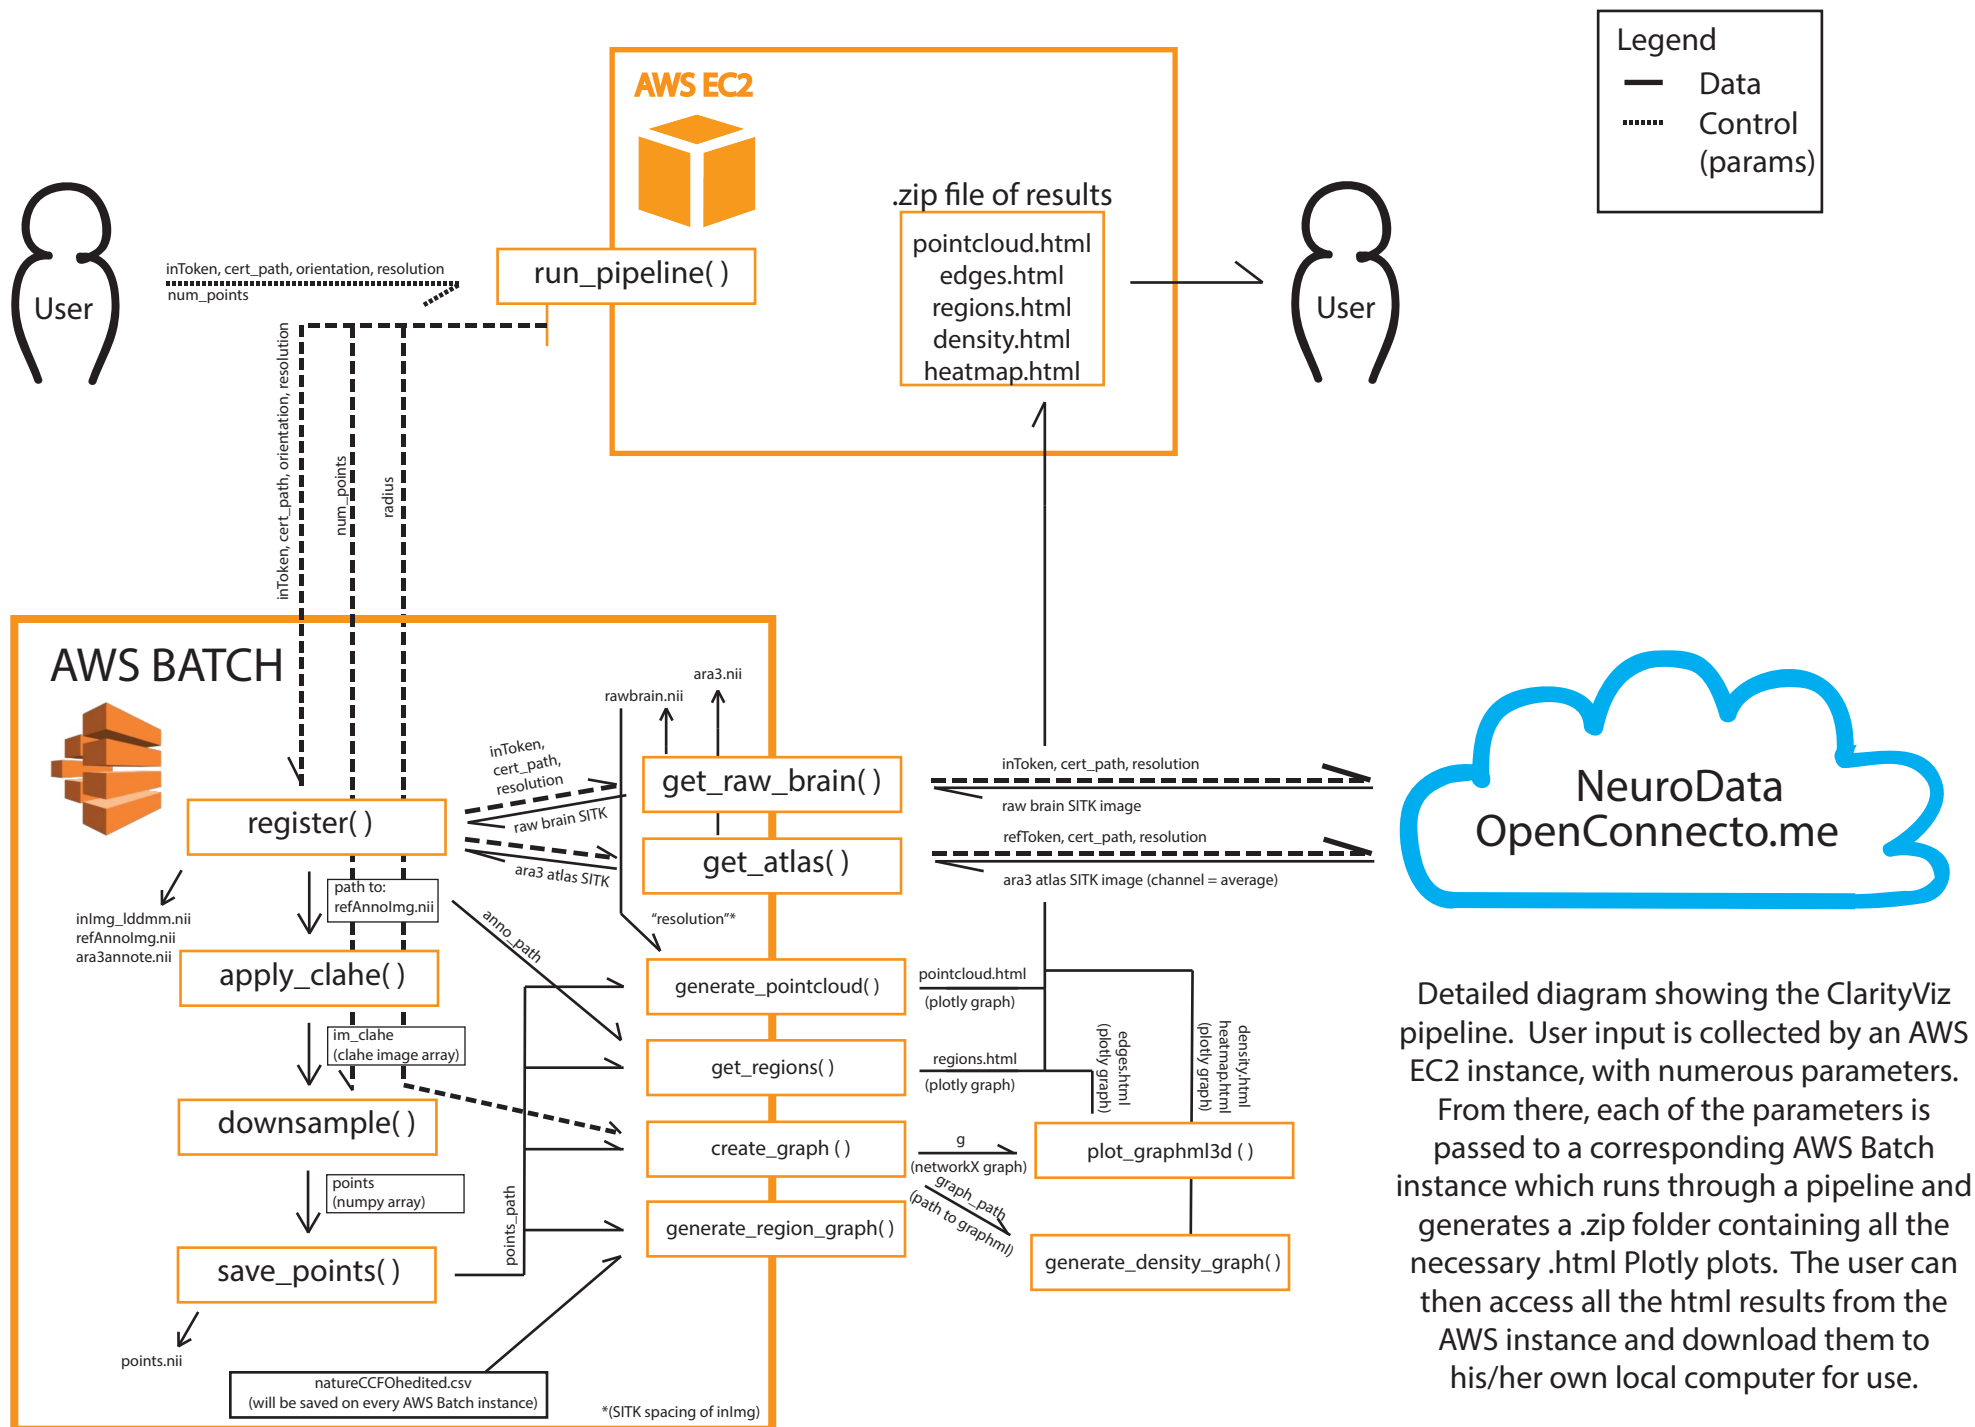 Legend
Data
Control
(params)
AWS EC2
.zip file of results
pointcloud.html
edges.html
regions.html
density.html
heatmap.html
run_pipeline( )
User
inToken, cert_path, orientation, resolution
num_points
User
inToken, cert_path, orientation, resolution
num_points
radius
AWS BATCH
ara3.nii
rawbrain.nii
inToken,
cert_path,
resolution
get_raw_brain( )
raw brain SITK
register( )
get_atlas( )
ara3 atlas SITK
inToken, cert_path, resolution
raw brain SITK image
refToken, cert_path, resolution
ara3 atlas SITK image (channel = average)
NeuroData
OpenConnecto.me
path to:
refAnnoImg.nii
inImg_lddmm.nii
refAnnoImg.nii
ara3annote.nii
anno_path
“resolution”*
apply_clahe( )
generate_pointcloud( )
pointcloud.html
(plotly graph)
im_clahe
(clahe image array)
get_regions( )
regions.html
(plotly graph)
edges.html
(plotly graph)
density.html
heatmap.html
(plotly graph)
downsample( )
create_graph ( )
g
(networkX graph)
plot_graphml3d ( )
graph_path
(path to graphml)
points
(numpy array)
points_path
generate_region_graph( )
generate_density_graph( )
save_points( )
points.nii
natureCCFOhedited.csv
(will be saved on every AWS Batch instance)
*(SITK spacing of inImg)
Detailed diagram showing the ClarityViz
pipeline. User input is collected by an AWS
EC2 instance, with numerous parameters.
From there, each of the parameters is
passed to a corresponding AWS Batch
instance which runs through a pipeline and
generates a .zip folder containing all the
necessary .html Plotly plots. The user can
then access all the html results from the
AWS instance and download them to
his/her own local computer for use.